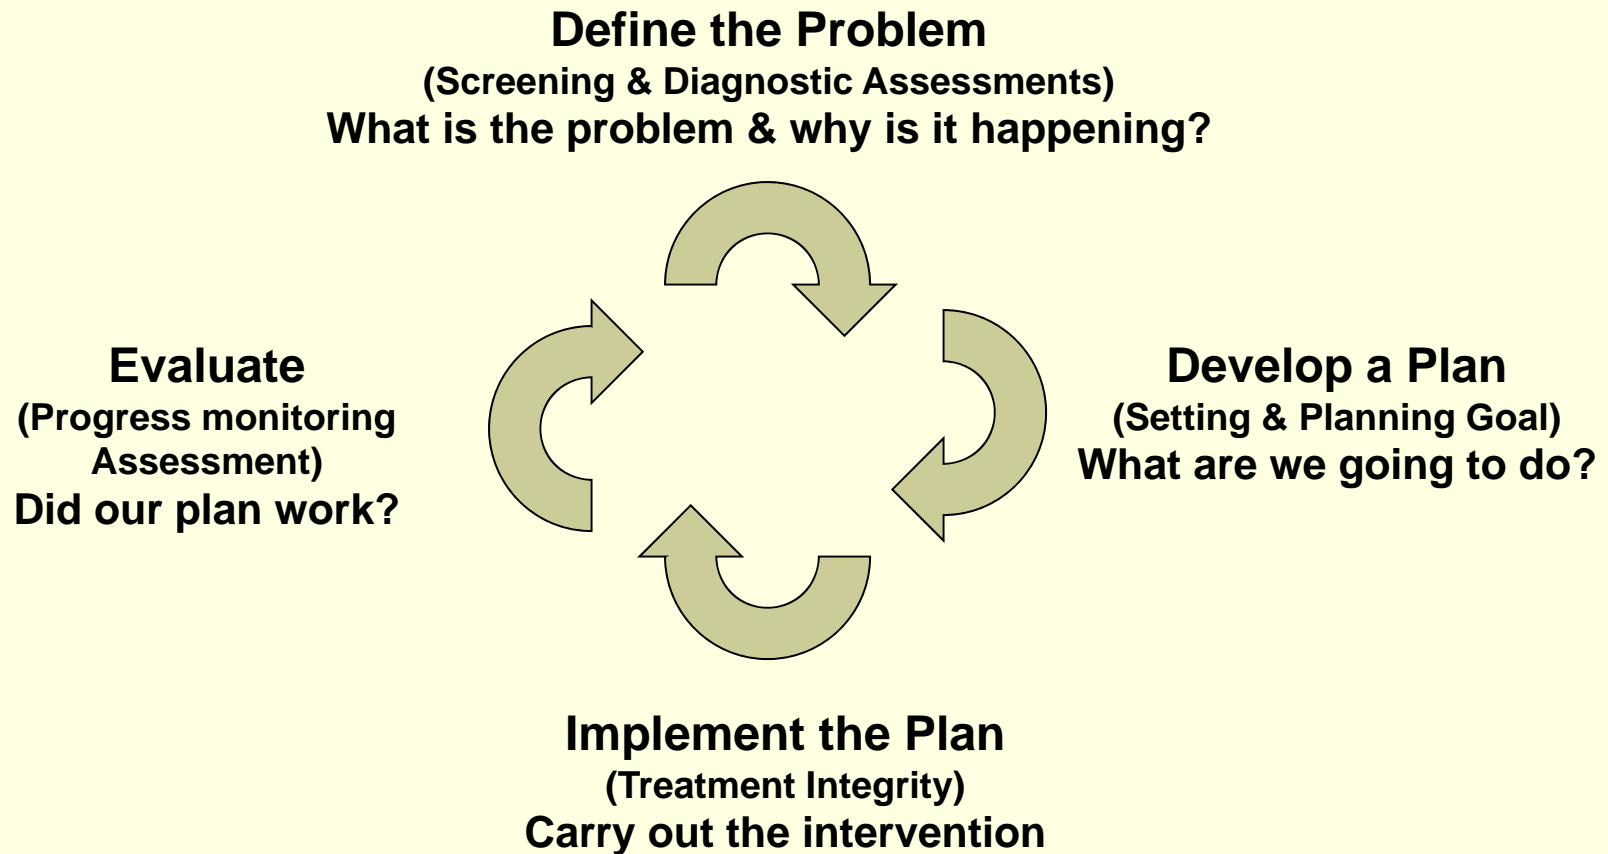 Define the Problem
(Screening & Diagnostic Assessments)
What is the problem & why is it happening?
Develop a Plan
(Setting & Planning Goal)
What are we going to do?
Implement the Plan
(Treatment Integrity)
Carry out the intervention
Evaluate
(Progress monitoring
Assessment)
Did our plan work?